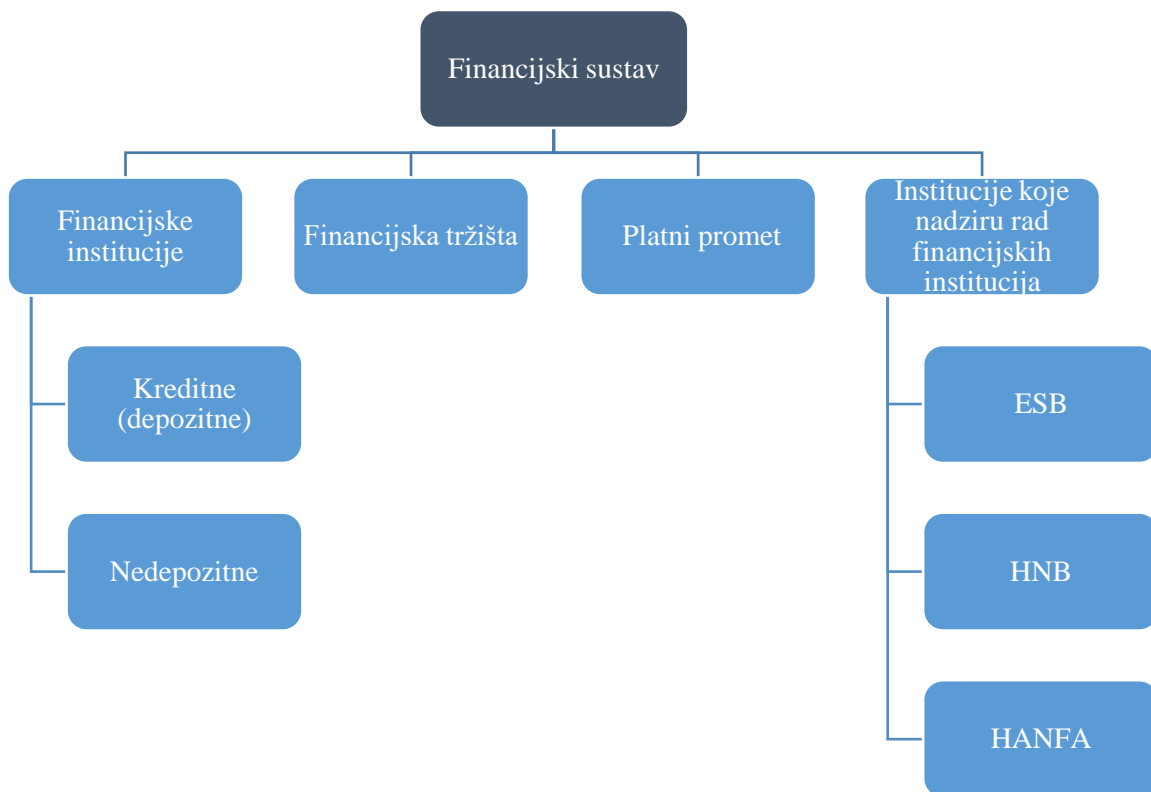 Financijski sustav
Financijske
institucije
Financijska tržišta
Platni promet
Institucije koje
nadziru rad
financijskih
institucija
Kreditne
(depozitne)
Nedepozitne
ESB
HNB
HANFA